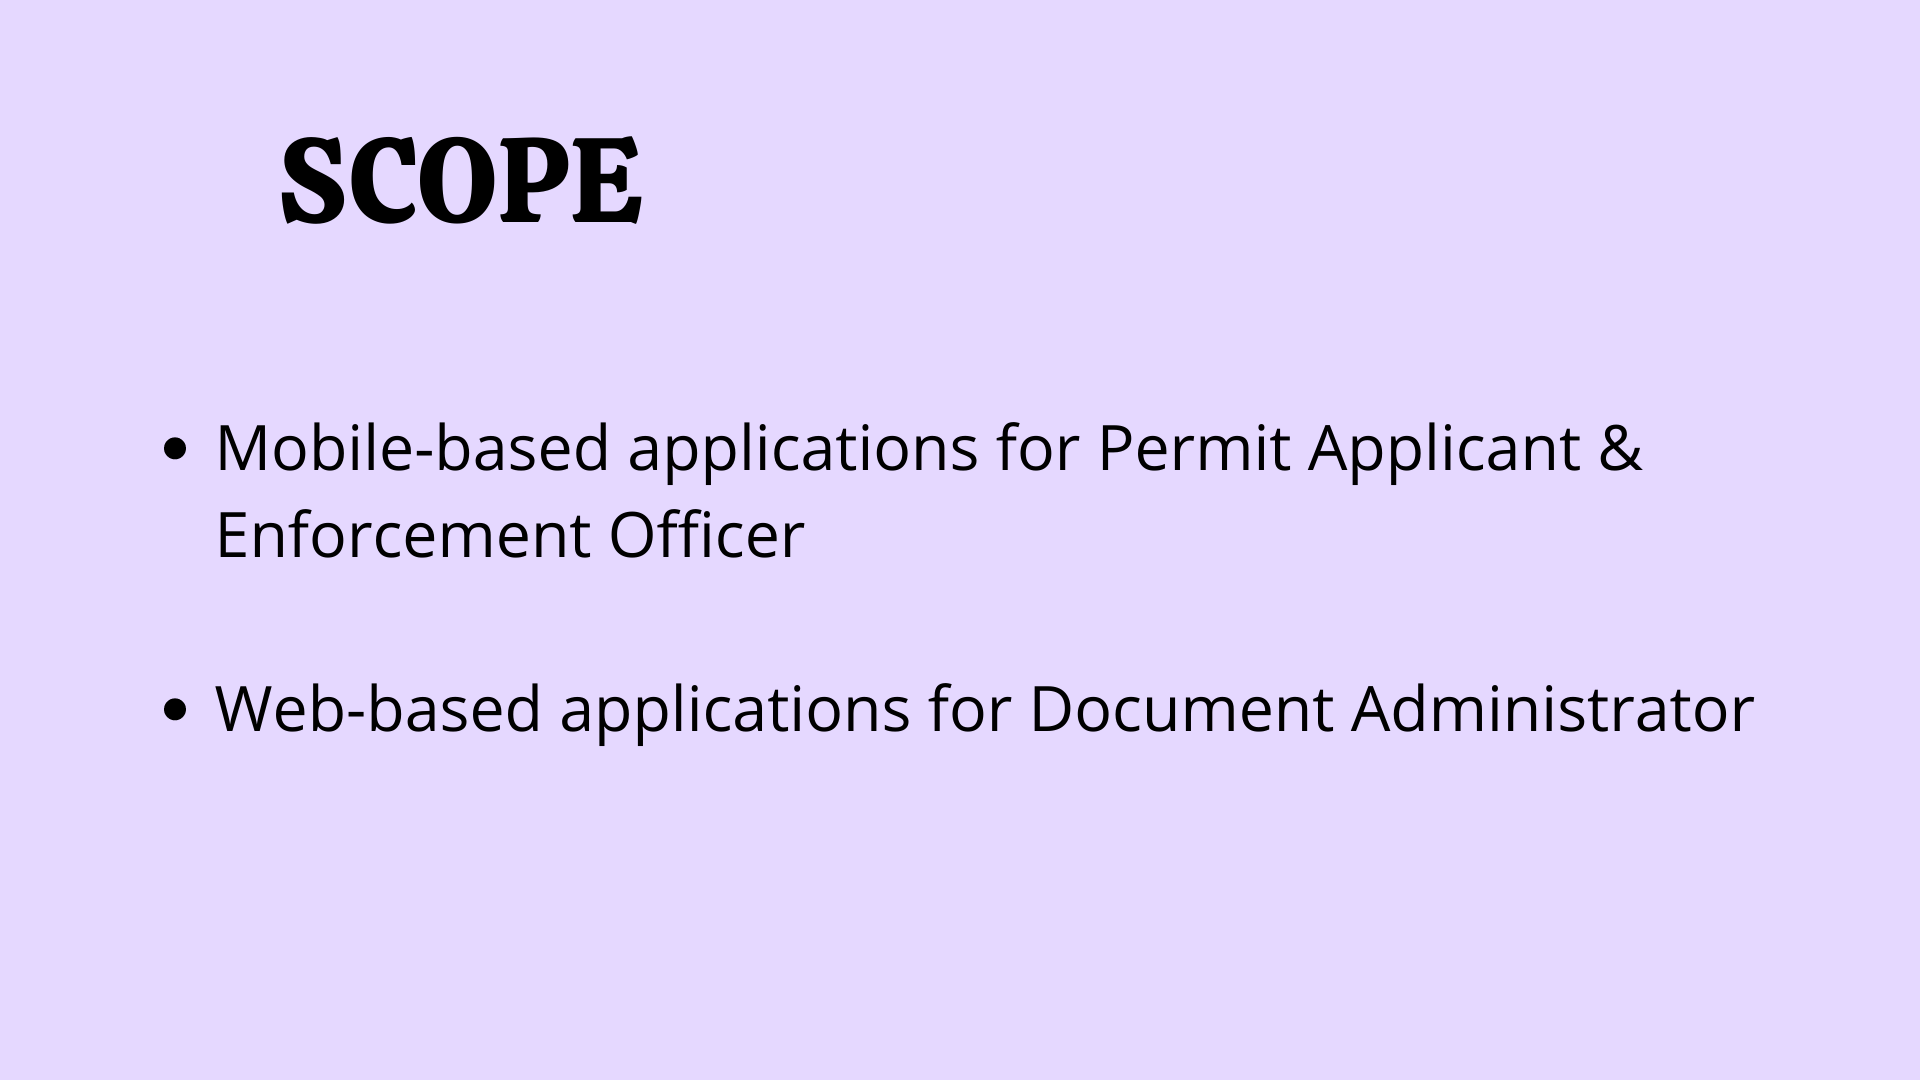 SCOPE
• Mobile-based applications for Permit Applicant &
Enforcement Officer
• Web-based applications for Document Administrator